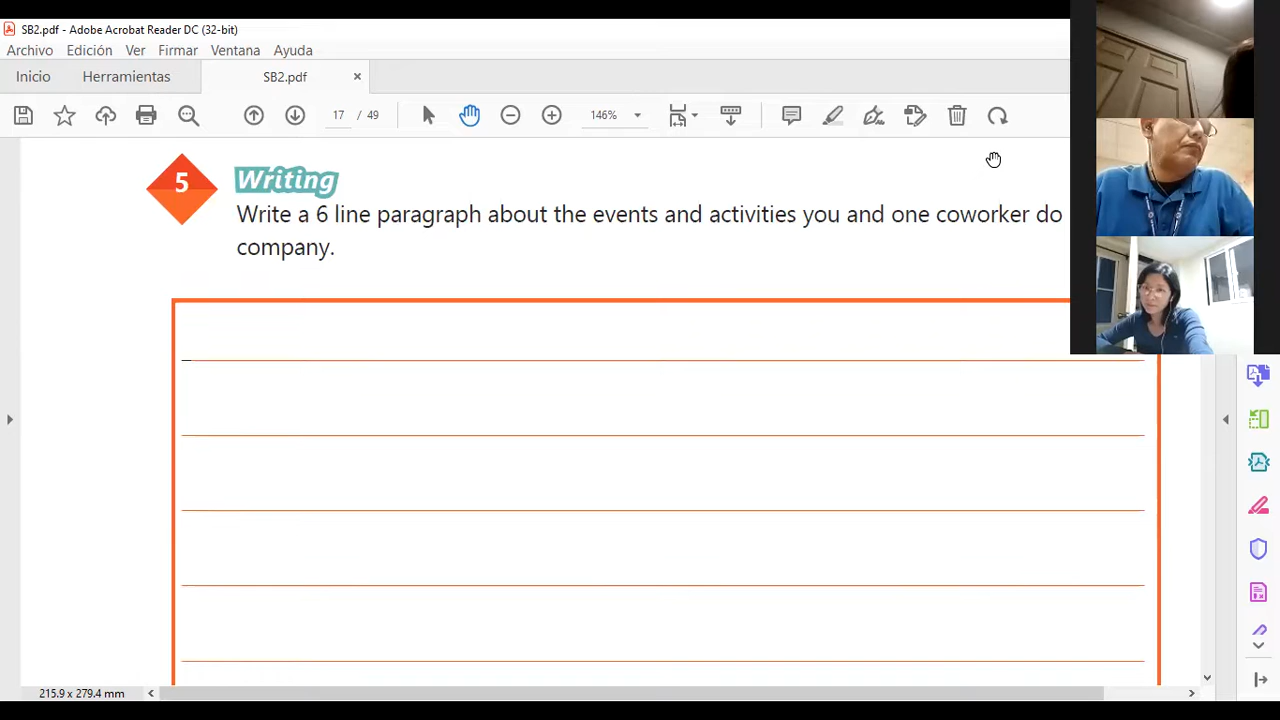 SB2.pdf - Adobe Acrobat Reader DC (32-bit)
Archivo Edición Ver Firmar Ventana Ayuda
Inicio Herramientas SB2.pdf ×
17 / 49 146%
5 Writing
Write a 6 line paragraph about the events and activities you and one coworker do
company.
215.9 x 279.4 mm